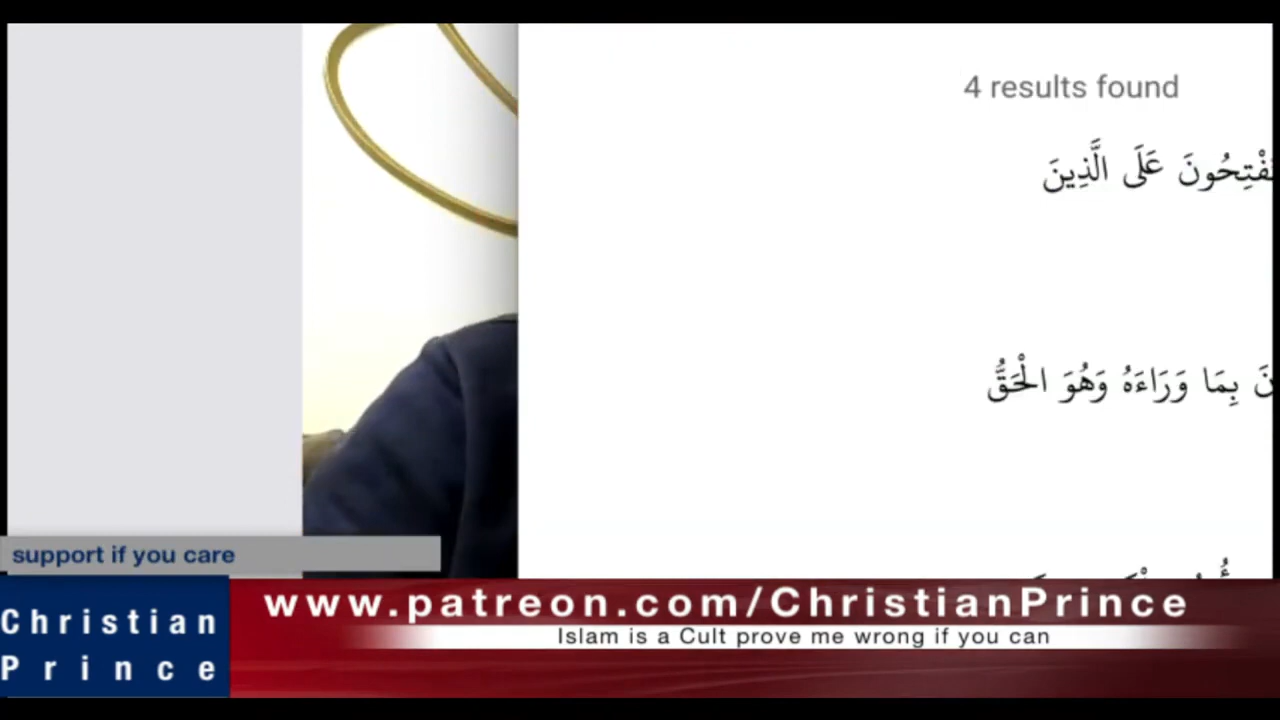 4 results found
عَلَى الَّذِينَ
بِمَا وَرَاءَهُ وَهُوَ الْحَقُّ
support if you care
Christian
Prince
www.patreon.com/ChristianPrince
Islam is a Cult prove me wrong if you can